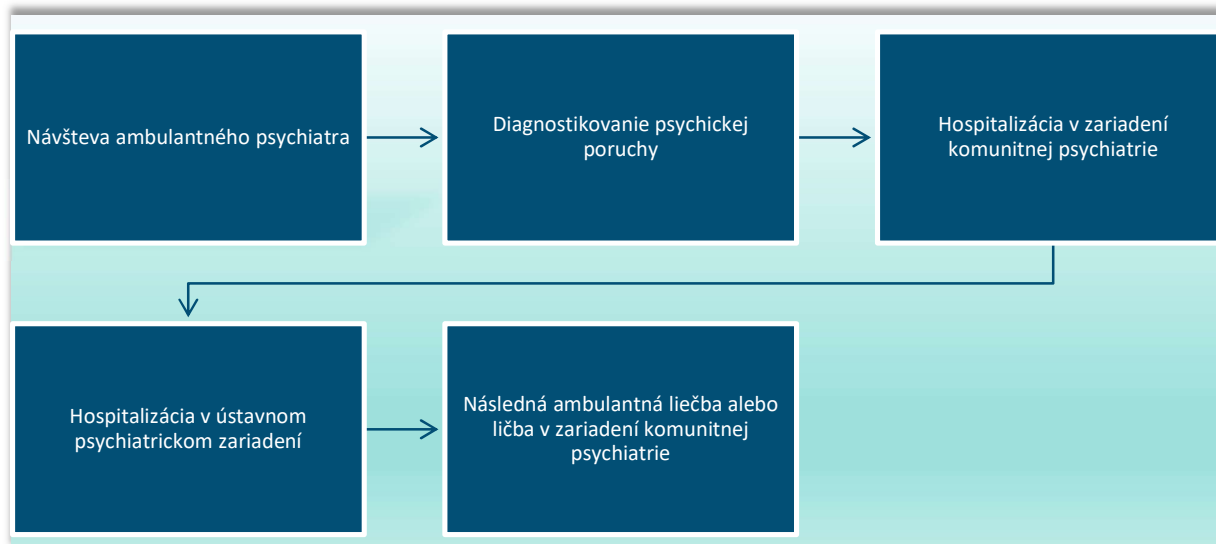 Návšteva ambulantného psychiatra
Diagnostikovanie psychickej
poruchy
Hospitalizácia v zariadení
komunitnej psychiatrie
Hospitalizácia v ústavnom
psychiatrickom zariadení
Následná ambulantná liečba alebo
ličba v zariadení komunitnej
psychiatrie